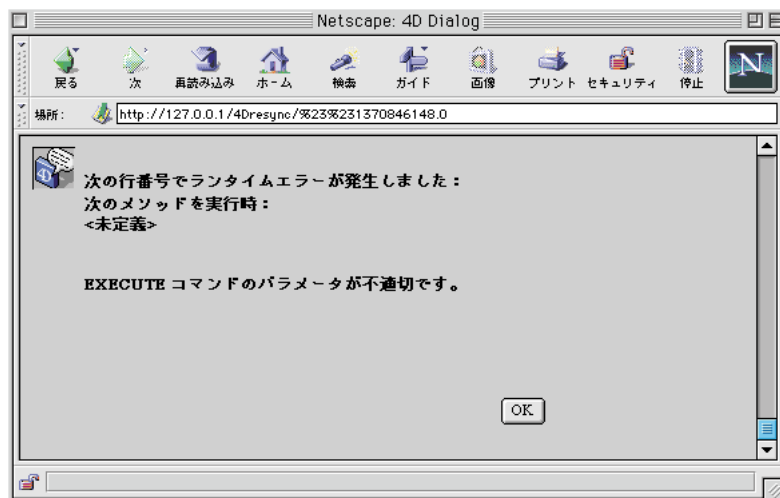 Netscape: 4D Dialog
戻る 次 再読み込み ホーム 検索 ガイド 画像 プリント セキュリティ 停止 N
場所: http://127.0.0.1/4Dresync/%23%231370846148.0
4D
次の行番号でランタイムエラーが発生しました:
次のメソッドを実行時:
<未定義>
EXECUTE コマンドのパラメータが不適切です。
OK